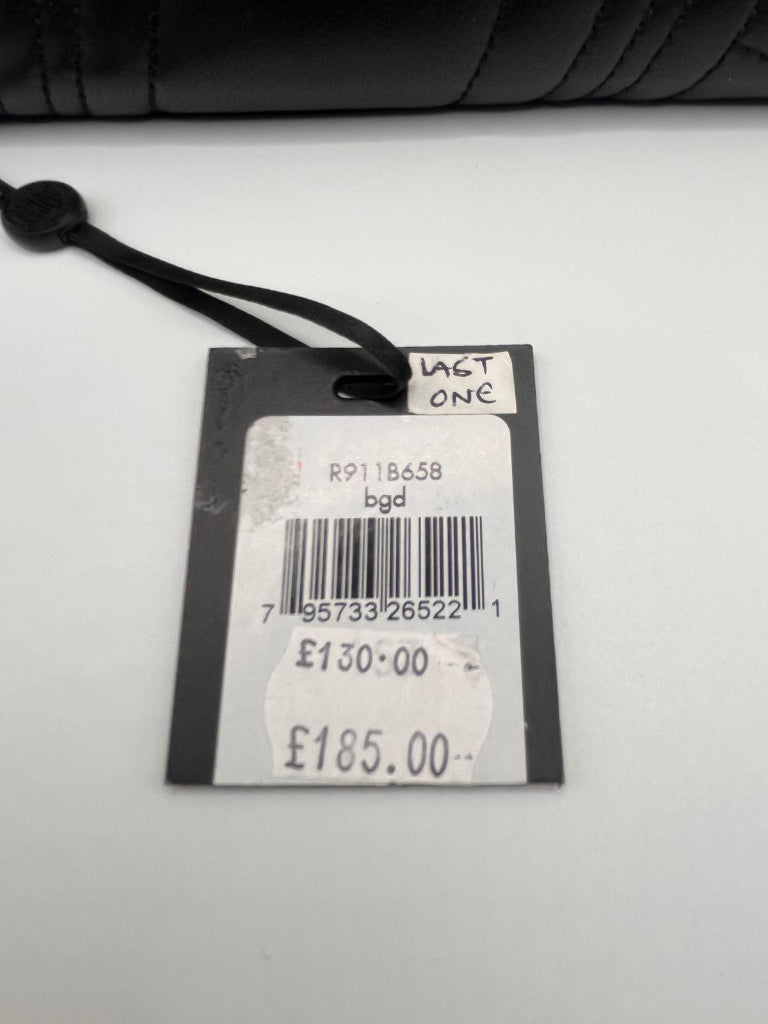 LAST
ONE
R911B658
bgd
7 95733 26522 1
£130.00
£185.00